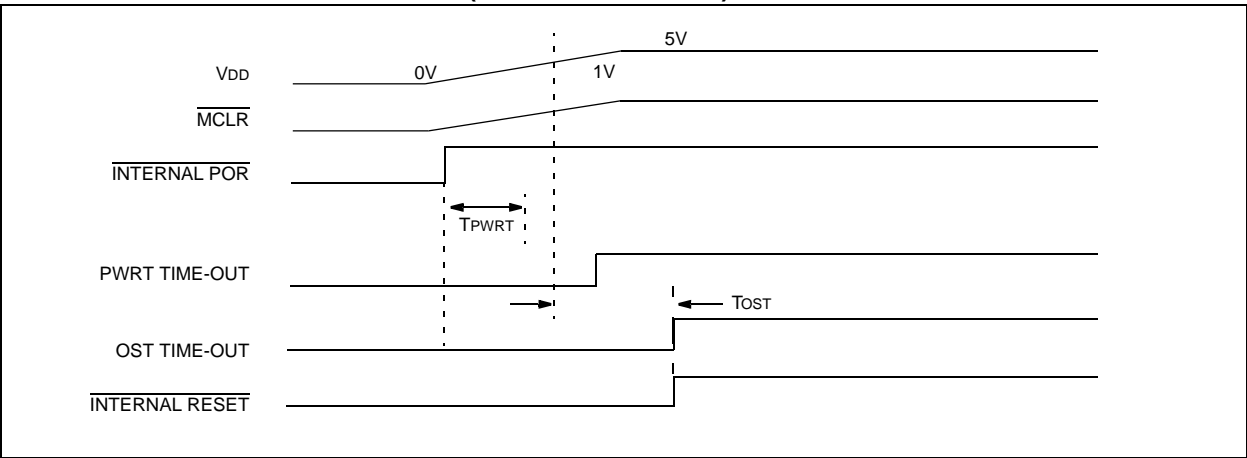 5V
VDD
0V
1V
MCLR
INTERNAL POR
TPWRT
PWRT TIME-OUT
TOST
OST TIME-OUT
INTERNAL RESET